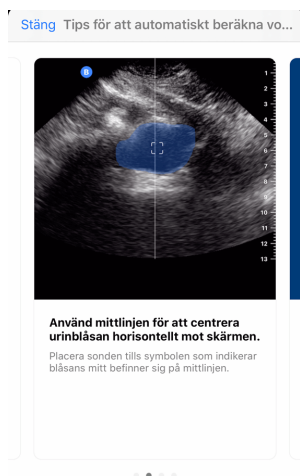 Stäng Tips för att automatiskt beräkna vo...
B
1
2
3
4
5
6
7
8
9
10
11
12
13
Använd mittlinjen för att centrera
urinblåsan horisontellt mot skärmen.
Placera sonden tills symbolen som indikerar
blåsans mitt befinner sig på mittlinjen.